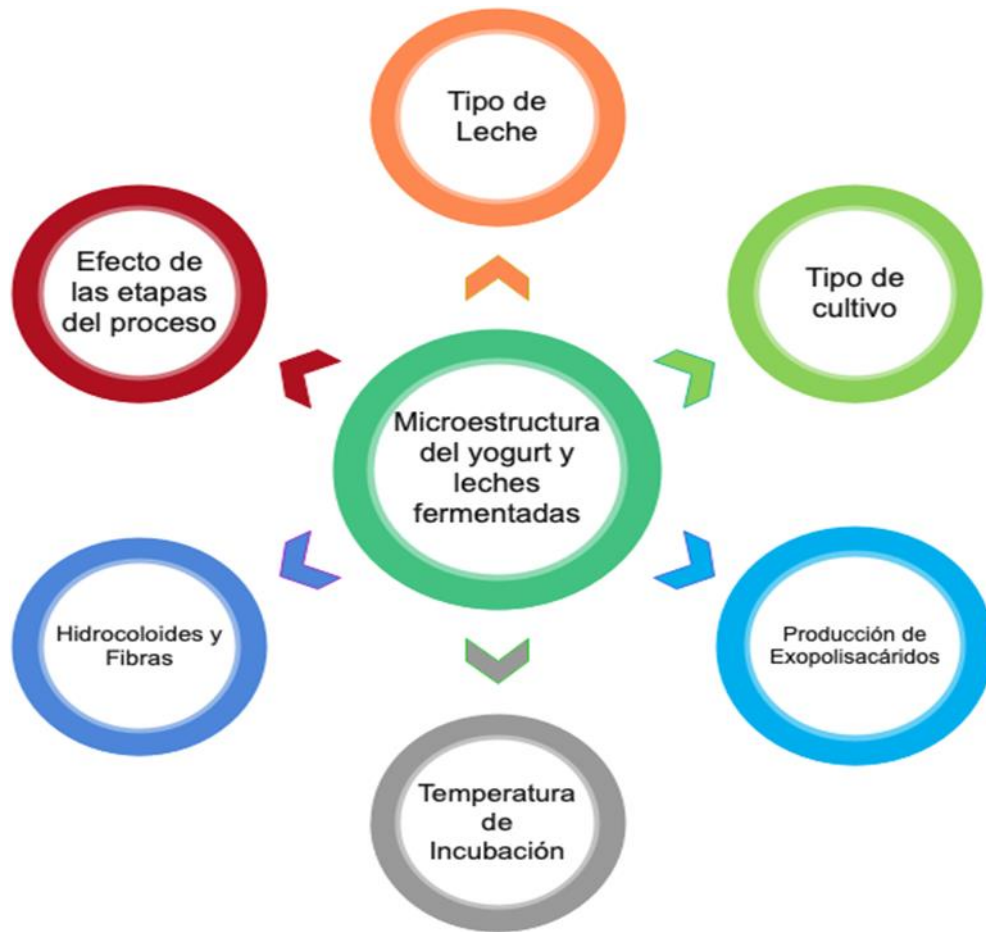 Tipo de
Leche
Efecto de
las etapas
del proceso
Tipo de
cultivo
Microestructura
del yogurt y
leches
fermentadas
Hidrocoloides y
Fibras
Producción de
Exopolisacáridos
Temperatura
de
Incubación